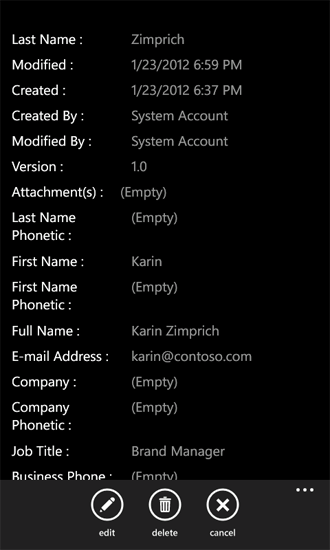 Last Name : Zimprich
Modified : 1/23/2012 6:59 PM
Created : 1/23/2012 6:37 PM
Created By : System Account
Modified By : System Account
Version : 1.0
Attachment(s) : (Empty)
Last Name (Empty)
Phonetic :
First Name : Karin
First Name (Empty)
Phonetic :
Full Name : Karin Zimprich
E-mail Address : karin@contoso.com
Company : (Empty)
Company (Empty)
Phonetic :
Job Title : Brand Manager
Business Phone : (Empty)
edit delete cancel